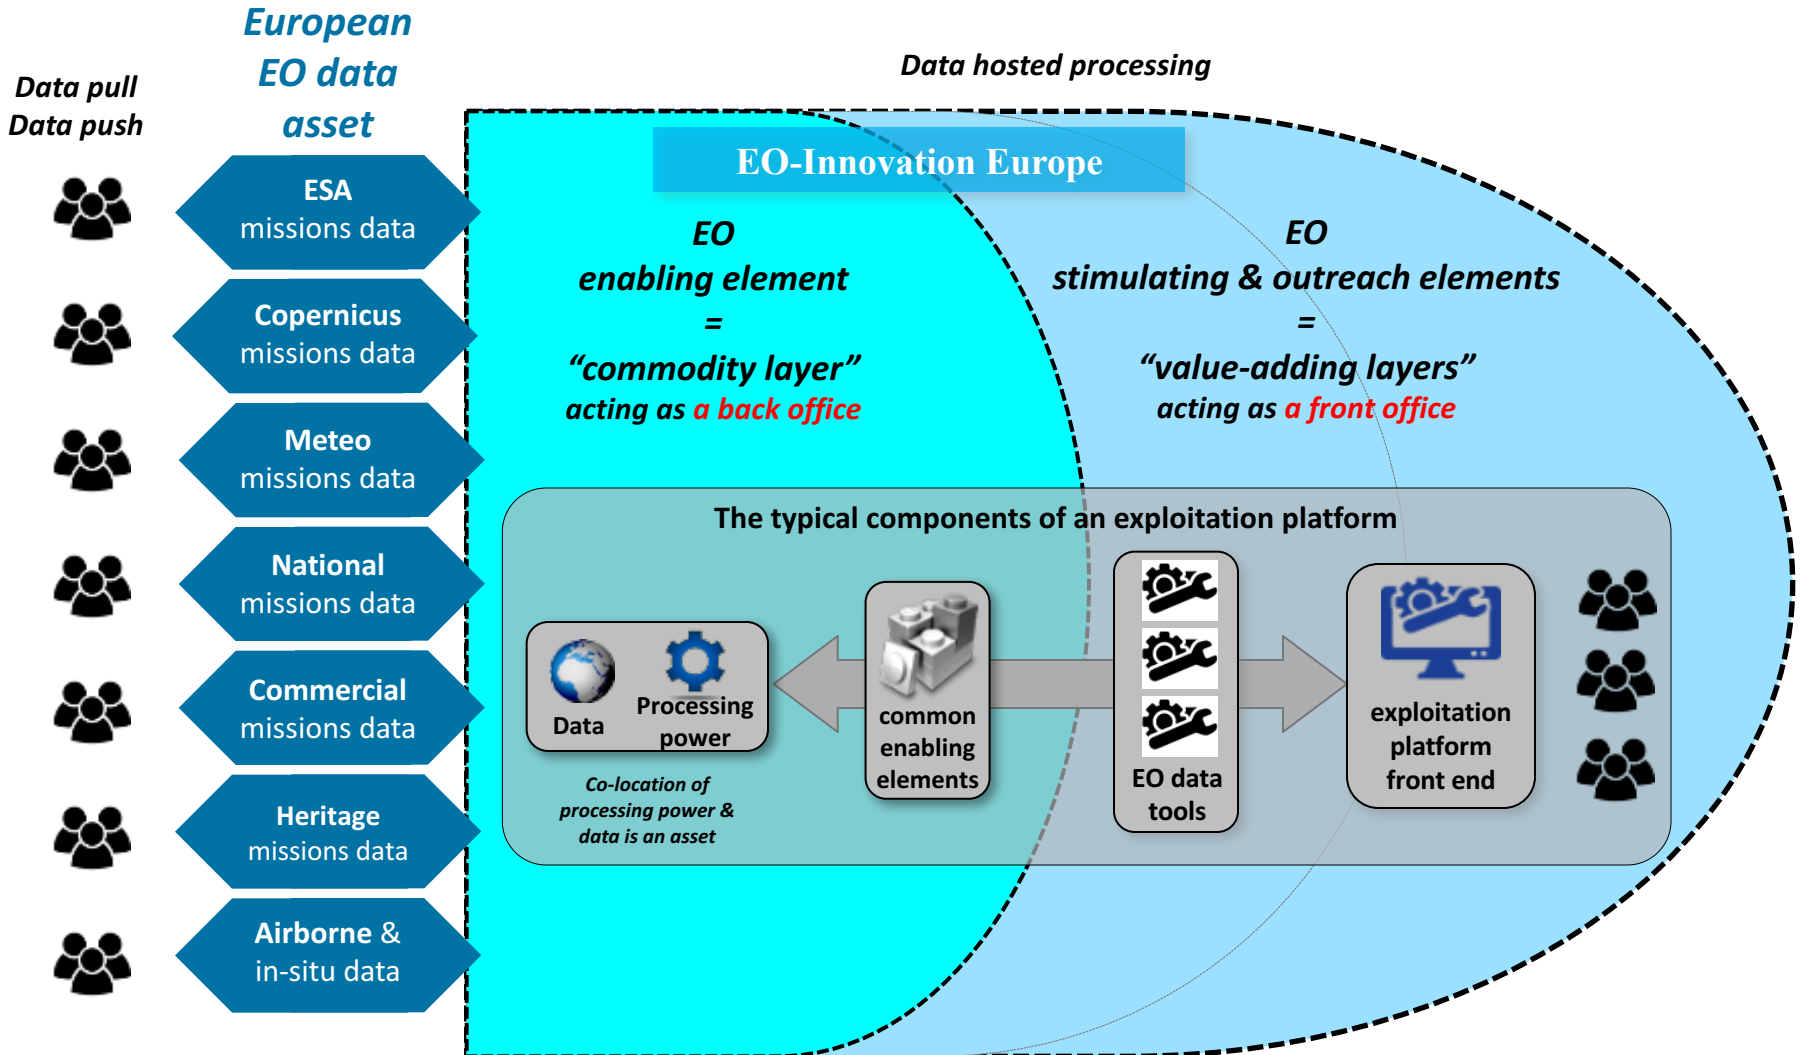 Data pull
Data push
European
EO data
asset
Data hosted processing
ESA
missions data
Copernicus
missions data
Meteo
missions data
National
missions data
Commercial
missions data
Heritage
missions data
Airborne &
in-situ data
EO-Innovation Europe
EO
enabling element
=
“commodity layer”
acting as a back office
EO
stimulating & outreach elements
=
“value-adding layers”
acting as a front office
The typical components of an exploitation platform
Data
Processing
power
Co-location of
processing power &
data is an asset
common
enabling
elements
EO data
tools
exploitation
platform
front end